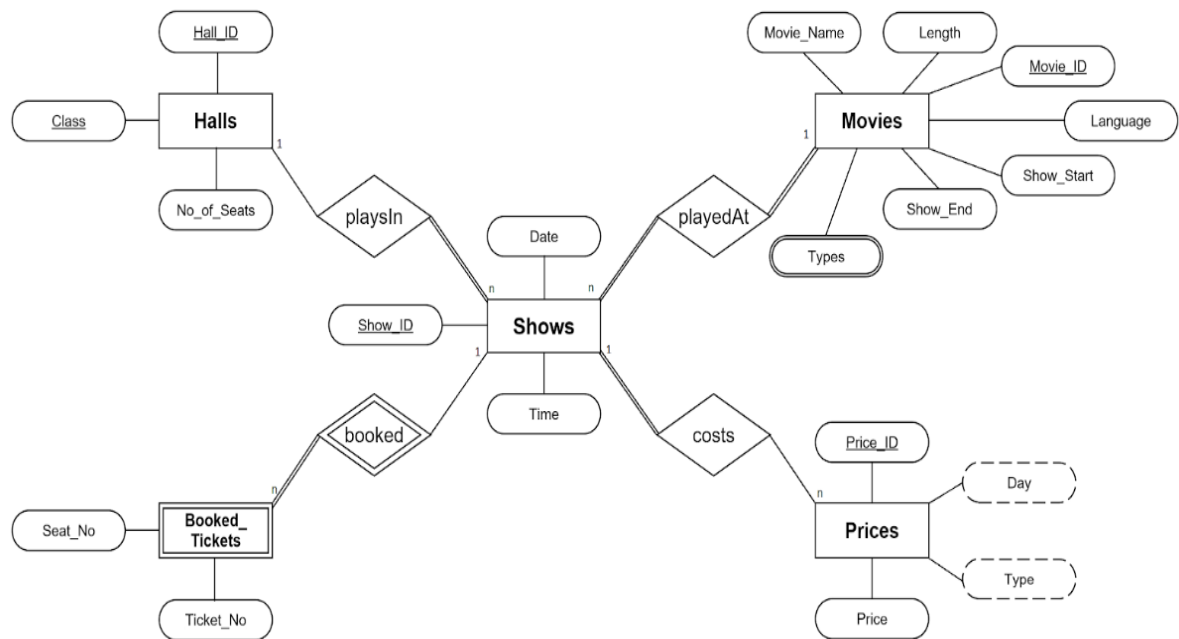 Hall_ID
Movie_Name
Length
Movie_ID
Class
Halls
Movies
Language
1
1
Show_Start
No_of_Seats
playsIn
playedAt
Show_End
Date
Types
n
n
Show_ID
Shows
1
1
Time
booked
costs
Price_ID
Day
n
n
Seat_No
Booked_
Tickets
Prices
Type
Ticket_No
Price